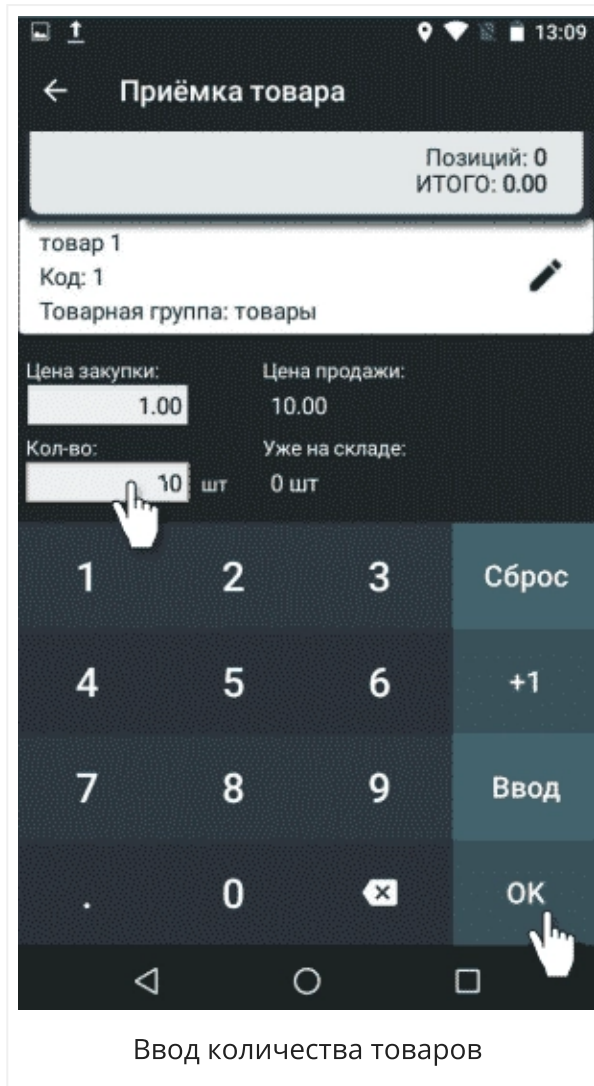 13:09
Приёмка товара
Позиций: 0
ИТОГО: 0.00
товар 1
Код: 1
Товарная группа: товары
Цена закупки: Цена продажи:
1.00 10.00
Кол-во: Уже на складе:
шт 0 шт
1 2 3 Сброс
4 5 6 +1
7 8 9 Ввод
. 0 OK
Ввод количества товаров